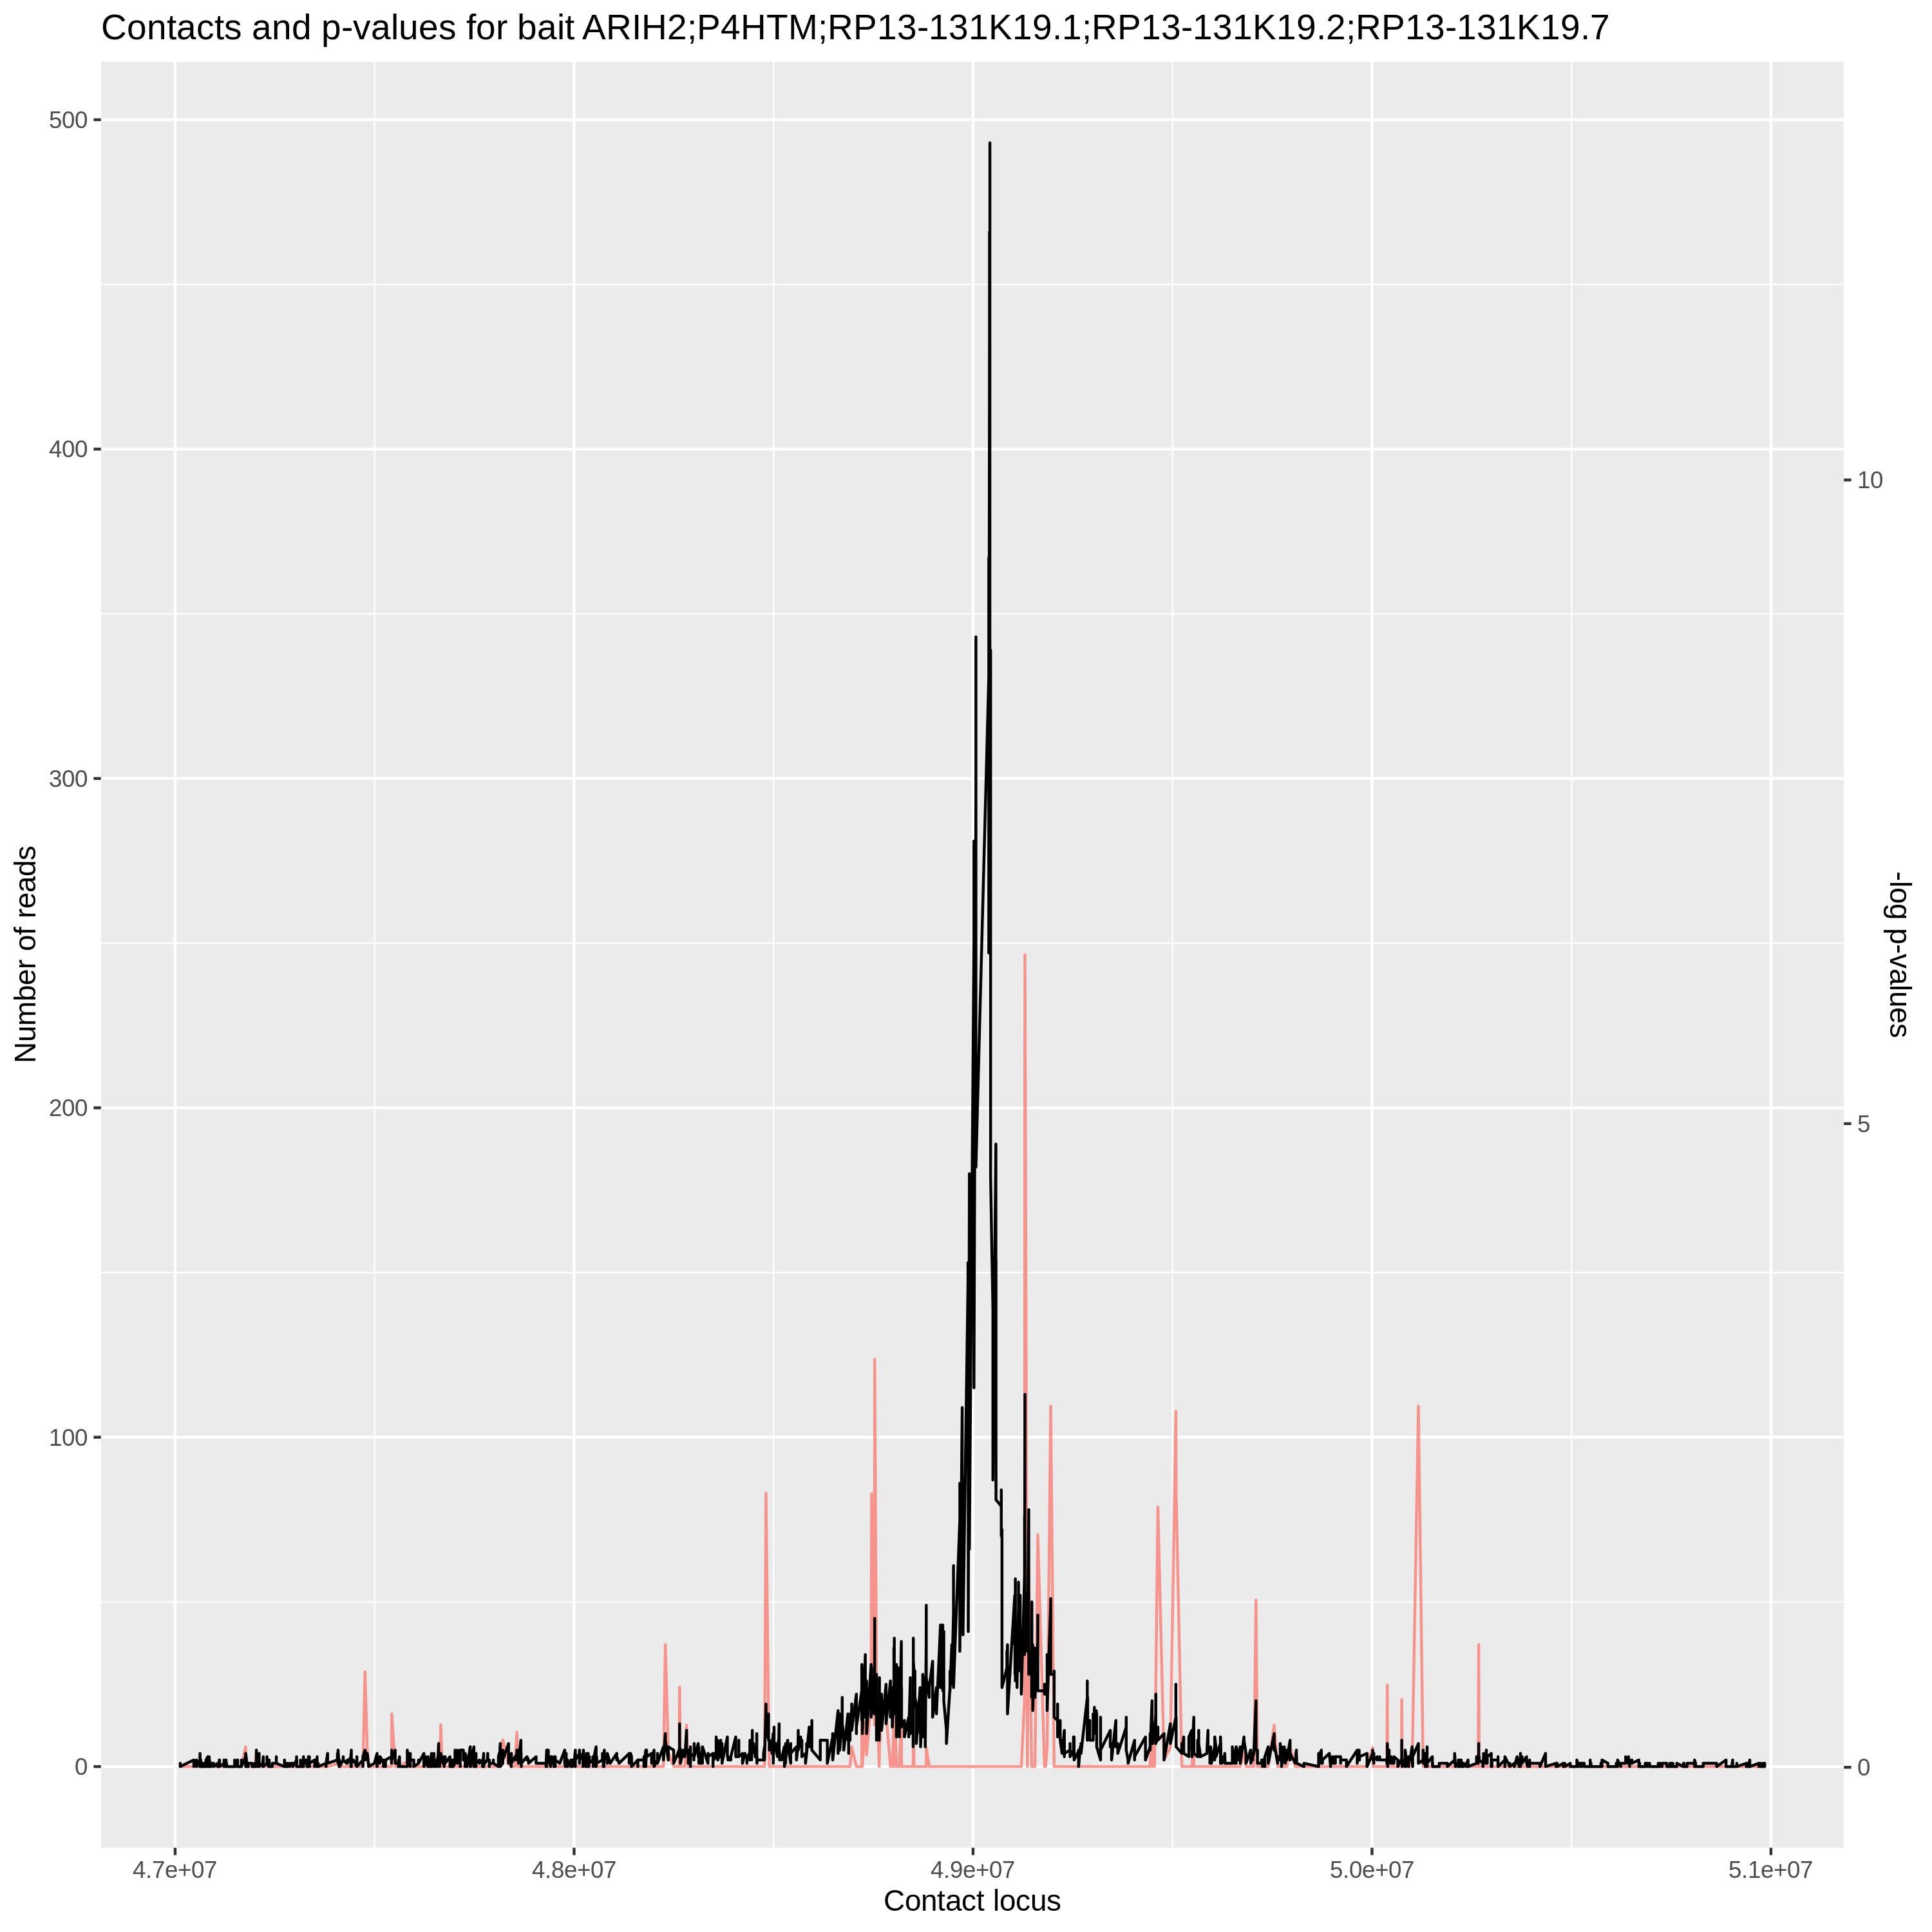 Contacts and p-values for bait ARIH2;P4HTM;RP13-131K19.1;RP13-131K19.2;RP13-131K19.7
500
400
300
200
100
0
Number of reads
10
5
0
-log p-values
4.7e+07 4.8e+07 4.9e+07 5.0e+07 5.1e+07
Contact locus